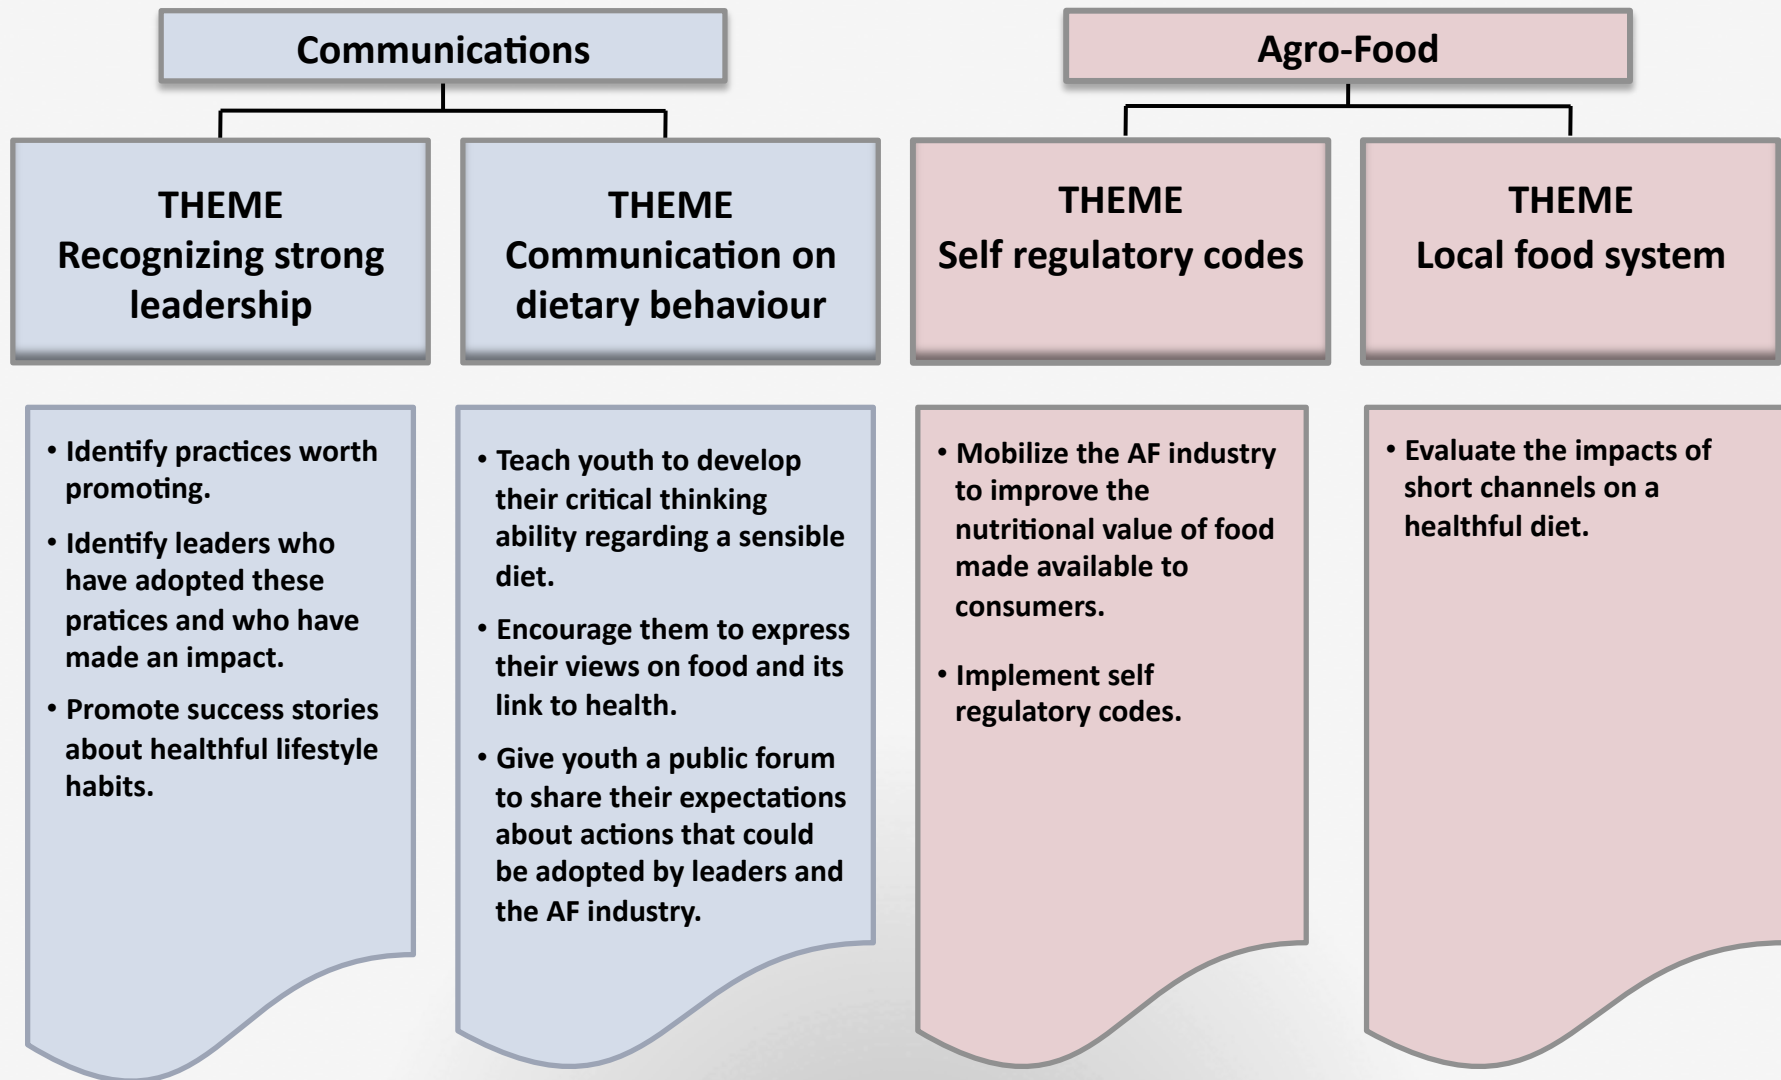 Communications
THEME
Recognizing strong
leadership
• Identify practices worth
promoting.
• Identify leaders who
have adopted these
pratices and who have
made an impact.
• Promote success stories
about healthful lifestyle
habits.
THEME
Communication on
dietary behaviour
• Teach youth to develop
their critical thinking
ability regarding a sensible
diet.
• Encourage them to express
their views on food and its
link to health.
• Give youth a public forum
to share their expectations
about actions that could
be adopted by leaders and
the AF industry.
Agro-Food
THEME
Self regulatory codes
• Mobilize the AF industry
to improve the
nutritional value of food
made available to
consumers.
• Implement self
regulatory codes.
THEME
Local food system
• Evaluate the impacts of
short channels on a
healthful diet.